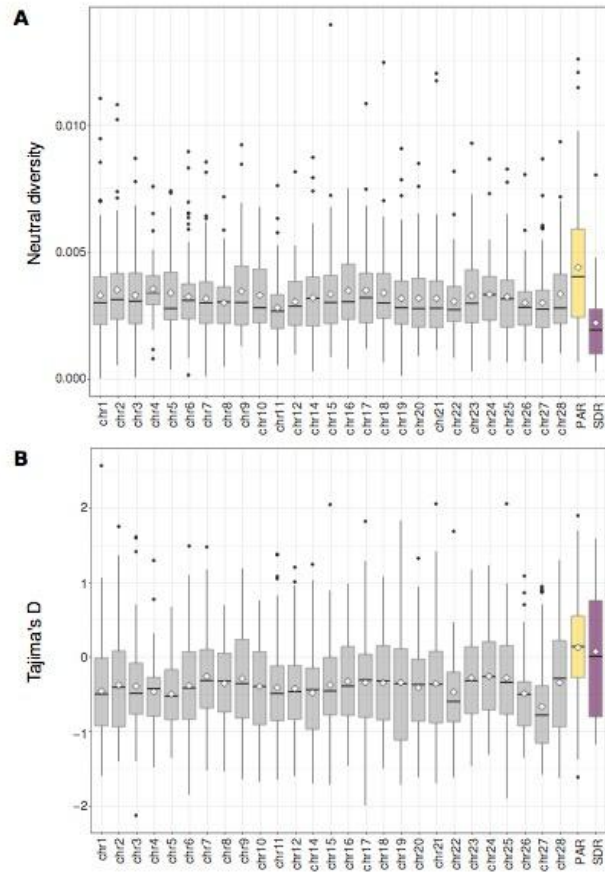 A
Neutral diversity
0.010
0.005
0.000
chr1
chr2
chr3
chr4
chr5
chr6
chr7
chr8
chr9
chr10
chr11
chr12
chr14
chr15
chr16
chr17
chr18
chr19
chr20
chr21
chr22
chr23
chr24
chr25
chr26
chr27
chr28
PAR
SDR
B
Tajima's D
2
1
0
−1
−2
chr1
chr2
chr3
chr4
chr5
chr6
chr7
chr8
chr9
chr10
chr11
chr12
chr14
chr15
chr16
chr17
chr18
chr19
chr20
chr21
chr22
chr23
chr24
chr25
chr26
chr27
chr28
PAR
SDR